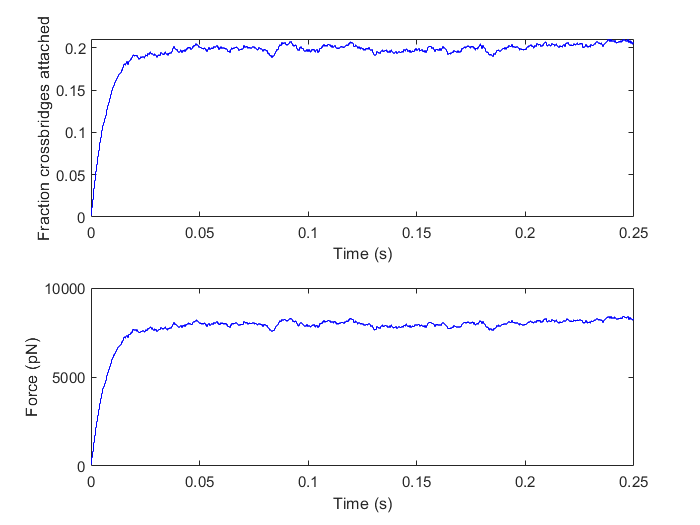 Fraction crossbridges attached
0.2
0.15
0.1
0.05
0
0 0.05 0.1 0.15 0.2 0.25
Time (s)
Force (pN)
10000
5000
0
0 0.05 0.1 0.15 0.2 0.25
Time (s)